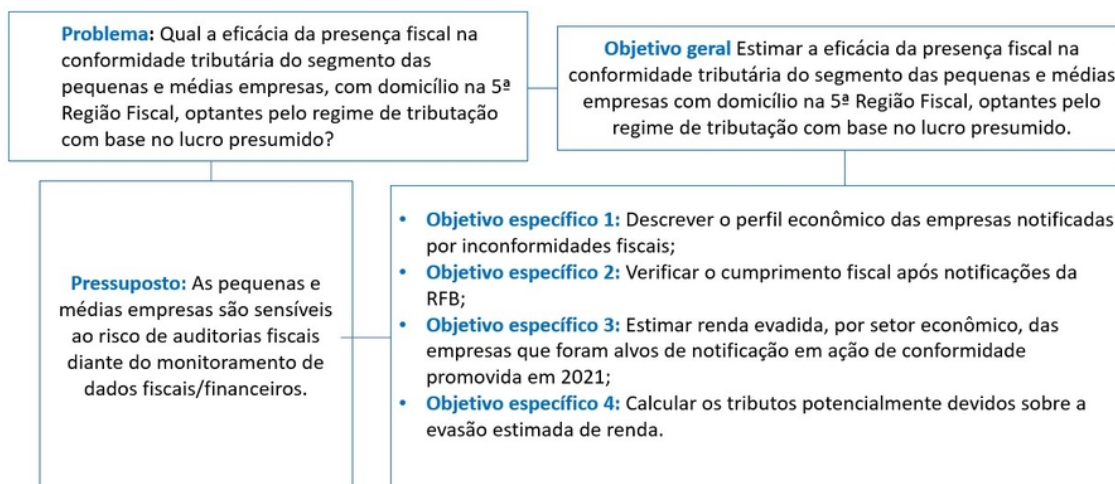 Problema: Qual a eficácia da presença fiscal na
conformidade tributária do segmento das
pequenas e médias empresas, com domicílio na 5ª
Região Fiscal, optantes pelo regime de tributação
com base no lucro presumido?
Objetivo geral Estimar a eficácia da presença fiscal na
conformidade tributária do segmento das pequenas e médias
empresas com domicílio na 5ª Região Fiscal, optantes pelo
regime de tributação com base no lucro presumido.
Pressuposto: As pequenas e
médias empresas são sensíveis
ao risco de auditorias fiscais
diante do monitoramento de
dados fiscais/financeiros.
• Objetivo específico 1: Descrever o perfil econômico das empresas notificadas
por inconformidades fiscais;
• Objetivo específico 2: Verificar o cumprimento fiscal após notificações da
RFB;
• Objetivo específico 3: Estimar renda evadida, por setor econômico, das
empresas que foram alvos de notificação em ação de conformidade
promovida em 2021;
• Objetivo específico 4: Calcular os tributos potencialmente devidos sobre a
evasão estimada de renda.